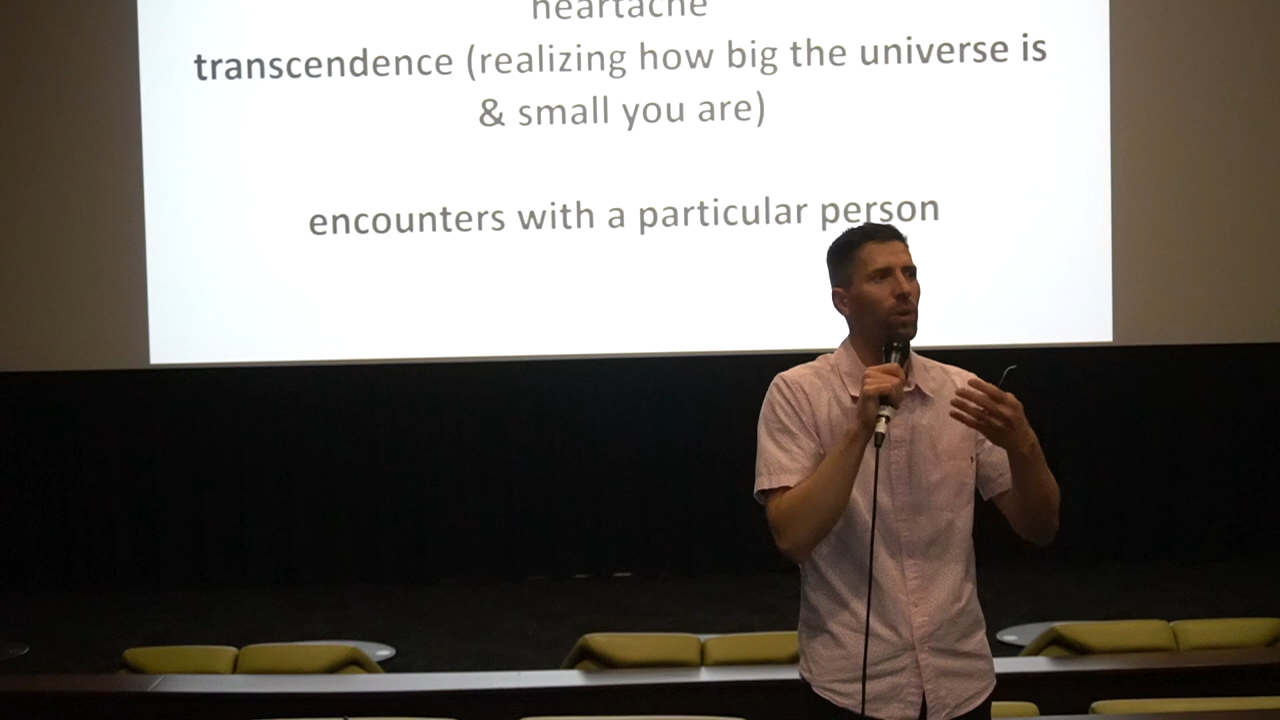 heartache
transcendence (realizing how big the universe is
& small you are)
encounters with a particular person